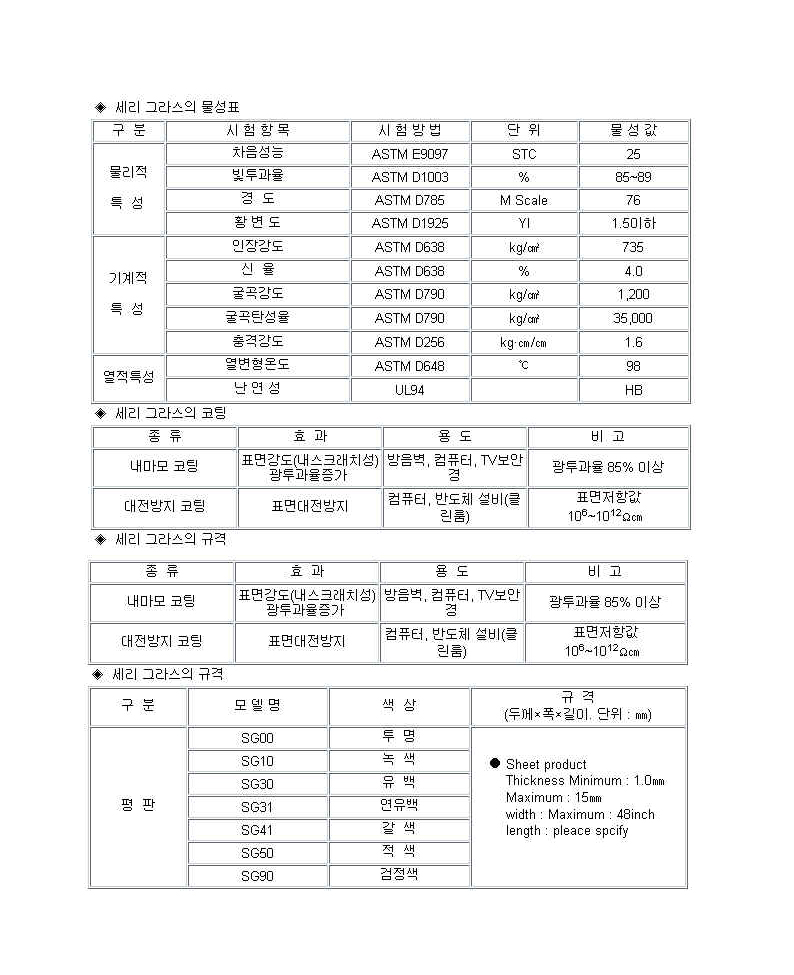 ◈ 세리 그라스의 물성표
구 분 시 험 항 목 시 험 방 법 단 위 물 성 값
물리적 특 성
차음성능 ASTM E9097 STC 25
빛투과율 ASTM D1003 % 85~89
경 도 ASTM D785 M Scale 76
황 변 도 ASTM D1925 YI 1.5이하
기계적 특 성
인장강도 ASTM D638 kg/㎠ 735
신 율 ASTM D638 % 4.0
굴곡강도 ASTM D790 kg/㎠ 1,200
굴곡탄성율 ASTM D790 kg/㎠ 35,000
충격강도 ASTM D256 kg·㎝/㎝ 1.6
열적특성
열변형온도 ASTM D648 ℃ 98
난 연 성 UL94 HB
◈ 세리 그라스의 코팅
종 류 효 과 용 도 비 고
내마모 코팅 표면강도(내스크래치성) 광투과율증가 방음벽, 컴퓨터, TV보안경 광투과율 85% 이상
대전방지 코팅 표면대전방지 컴퓨터, 반도체 설비(클린룸) 표면저항값 10⁶~10¹²Ω㎝
◈ 세리 그라스의 규격
종 류 효 과 용 도 비 고
내마모 코팅 표면강도(내스크래치성) 광투과율증가 방음벽, 컴퓨터, TV보안경 광투과율 85% 이상
대전방지 코팅 표면대전방지 컴퓨터, 반도체 설비(클린룸) 표면저항값 10⁶~10¹²Ω㎝
◈ 세리 그라스의 규격
구 분 모 델 명 색 상 규 격
(두께×폭×길이. 단위 : ㎜)
평 판
SG00 투 명
SG10 녹 색
SG30 유 백
SG31 연유백
SG41 갈 색
SG50 적 색
SG90 검정색
● Sheet product
Thickness Minimum : 1.0㎜
Maximum : 15㎜
width : Maximum : 48inch
length : pleace spcify